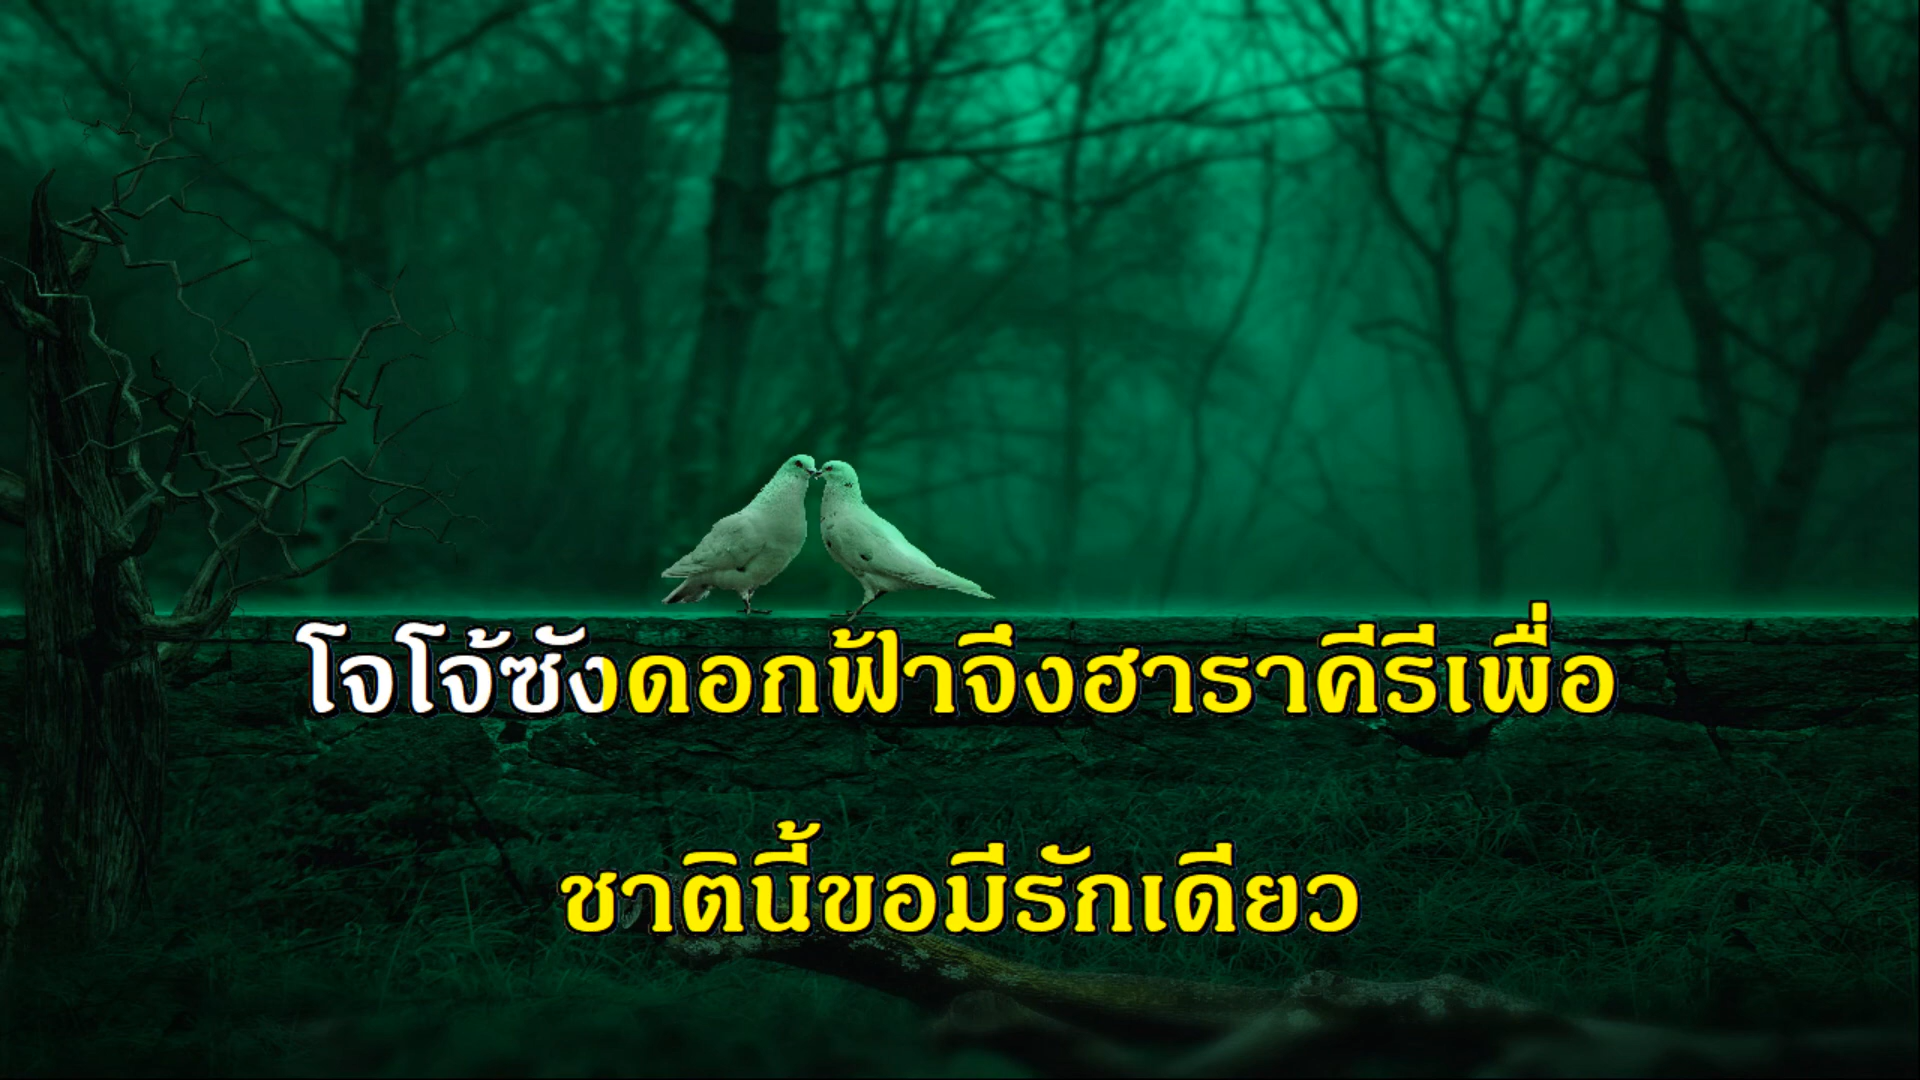 โจโจ้ซังดอกฟ้าจึงฮาราคีรีเพื่อ
ชาตินี้ขอมีรักเดียว